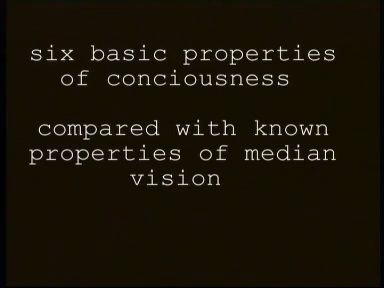 six basic properties
of conciousness
compared with known
properties of median
vision